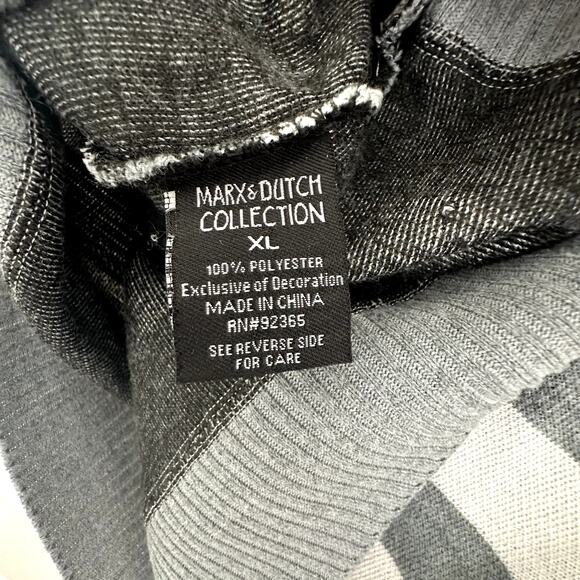 MARX & DUTCH
COLLECTION
XL
100% POLYESTER
Exclusive of Decoration
MADE IN CHINA
RN#92365
SEE REVERSE SIDE
FOR CARE